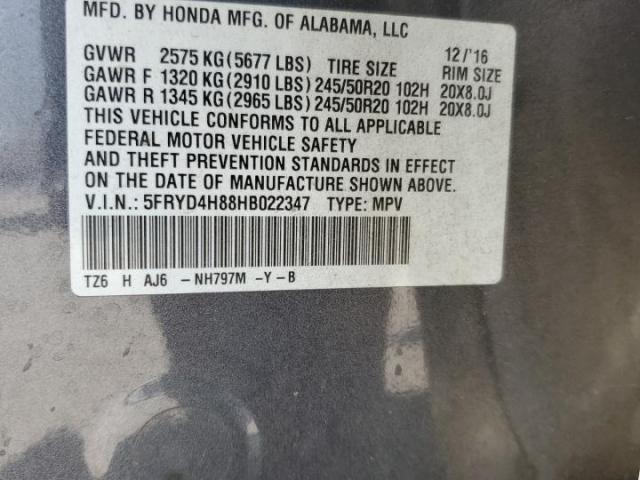 MFD. BY HONDA MFG. OF ALABAMA, LLC
GVWR 2575 KG(5677 LBS) TIRE SIZE 12/'16 RIM SIZE
GAWR F 1320 KG(2910 LBS) 245/50R20 102H 20X8.0J
GAWR R 1345 KG(2965 LBS) 245/50R20 102H 20X8.0J
THIS VEHICLE CONFORMS TO ALL APPLICABLE
FEDERAL MOTOR VEHICLE SAFETY
AND THEFT PREVENTION STANDARDS IN EFFECT
ON THE DATE OF MANUFACTURE SHOWN ABOVE.
V.I.N.: 5FRYD4H88HB022347 TYPE: MPV
TZ6 H AJ6 - NH797M -Y - B